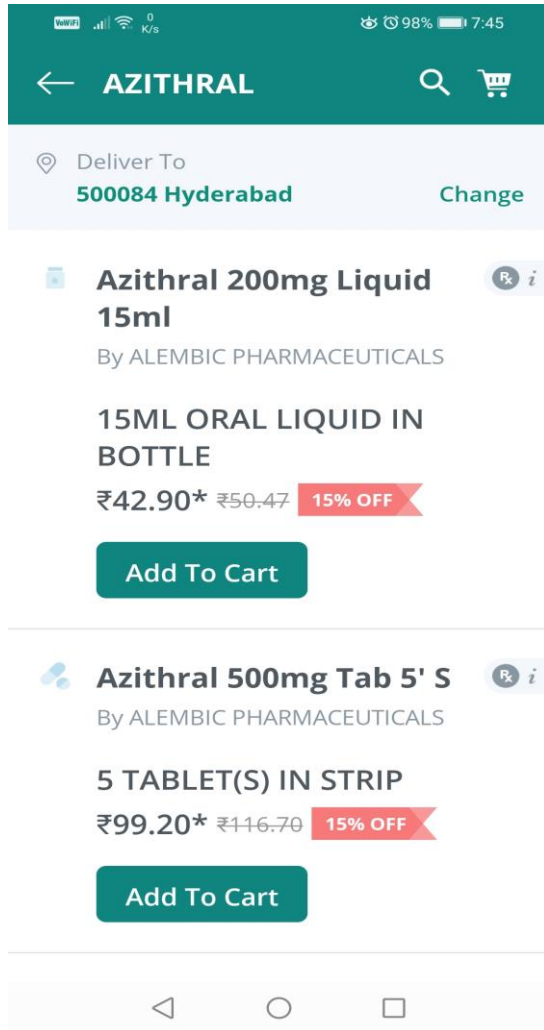 VoWiFi 0 K/s 98% 7:45
AZITHRAL
Deliver To
500084 Hyderabad Change
Azithral 200mg Liquid Rx i
15ml
By ALEMBIC PHARMACEUTICALS
15ML ORAL LIQUID IN
BOTTLE
₹42.90* ₹50.47 15% OFF
Add To Cart
Azithral 500mg Tab 5' S Rx i
By ALEMBIC PHARMACEUTICALS
5 TABLET(S) IN STRIP
₹99.20* ₹116.70 15% OFF
Add To Cart